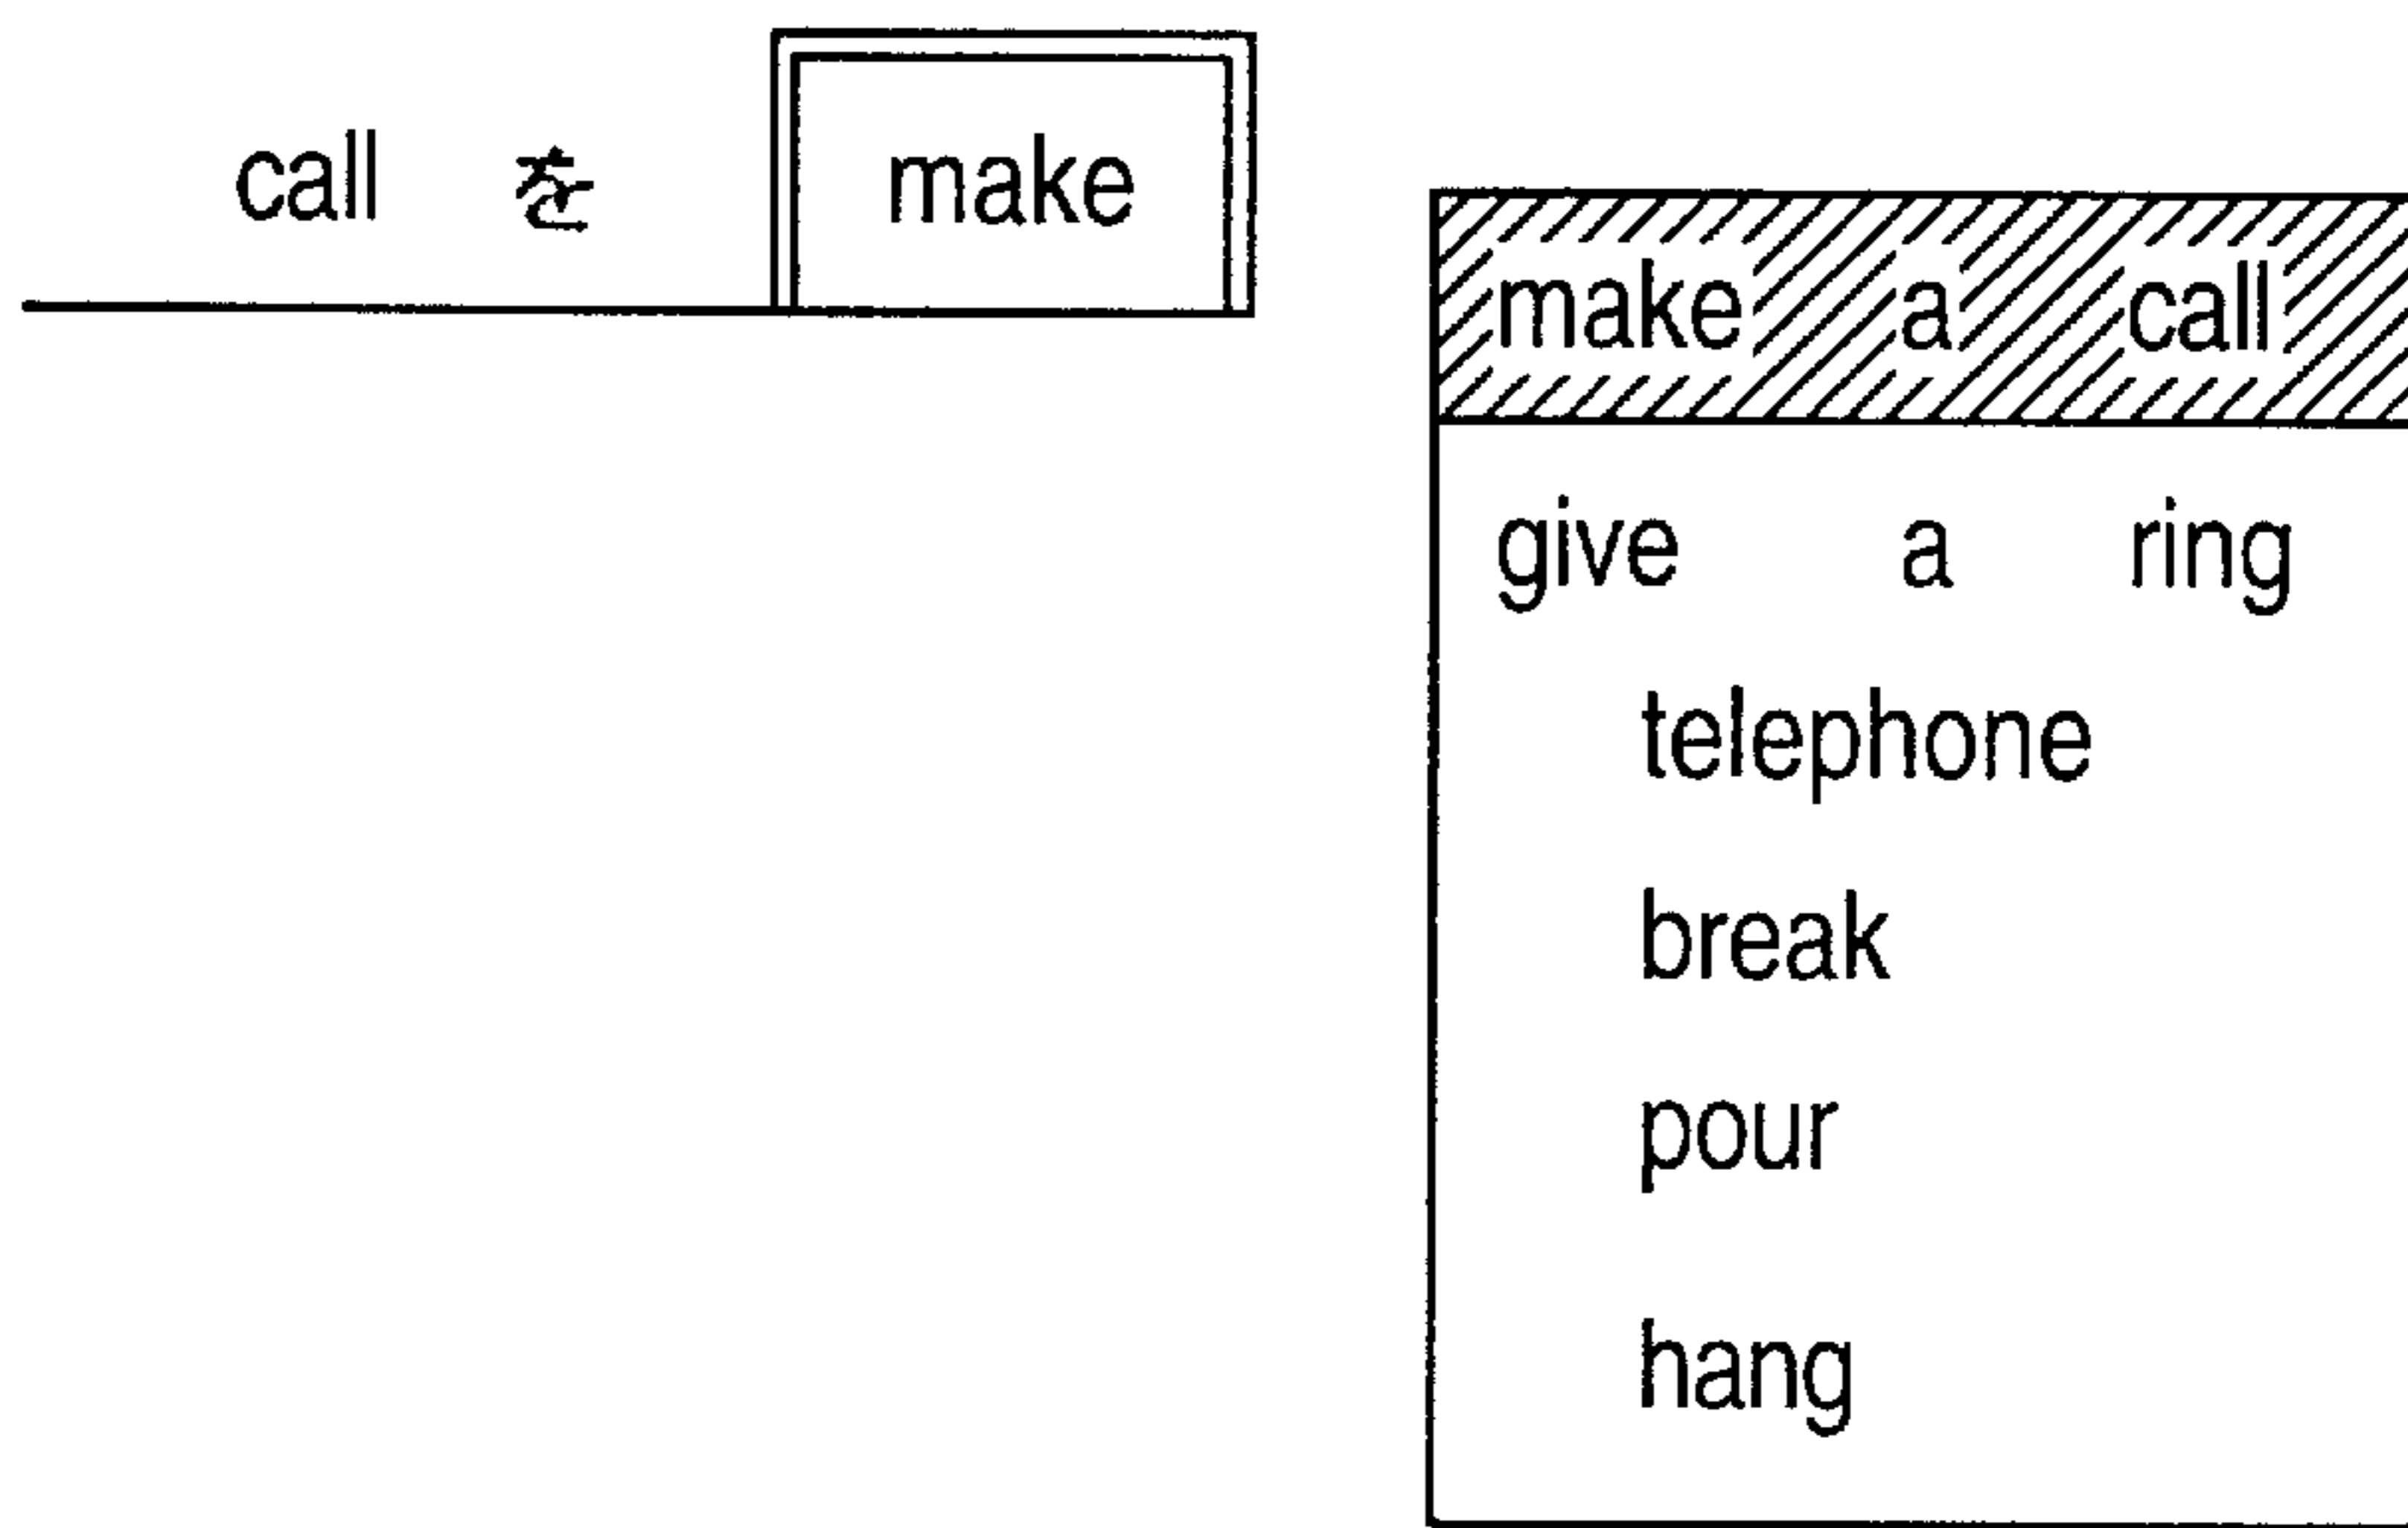 call を make
make a call
give a ring
telephone
break
pour
hang